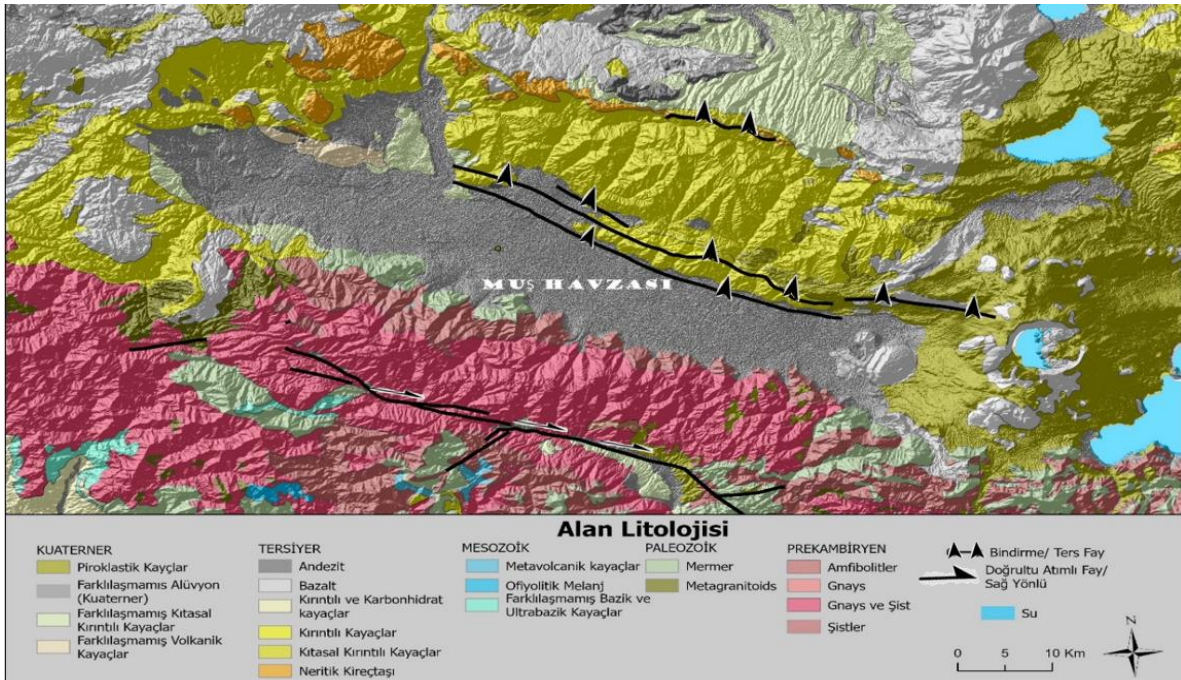 MUŞ HAVZASI
Alan Litolojisi
KUATERNER
Piroklastik Kayçlar
Farklılaşmamış Alüvyon
(Kuaterner)
Farklılaşmamış Kıtasal
Kırıntılı Kayaçlar
Farklılaşmamış Volkanik
Kayaçlar
TERSİYER
Andezit
Bazalt
Kırıntılı ve Karbonhidrat
kayaçlar
Kırıntılı Kayaçlar
Kıtasal Kırıntılı Kayaçlar
Neritik Kireçtaşı
MESOZOİK
Metavolcanik kayaçlar
Ofiyolitik Melanj
Farklılaşmamış Bazik ve
Ultrabazik Kayaçlar
PALEOZOİK
Mermer
Metagranitoids
PREKAMBİRYEN
Amfibolitler
Gnays
Gnays ve Şist
Şistler
Bindirme/ Ters Fay
Doğrultu Atımlı Fay/
Sağ Yönlü
Su
N
0 5 10 Km